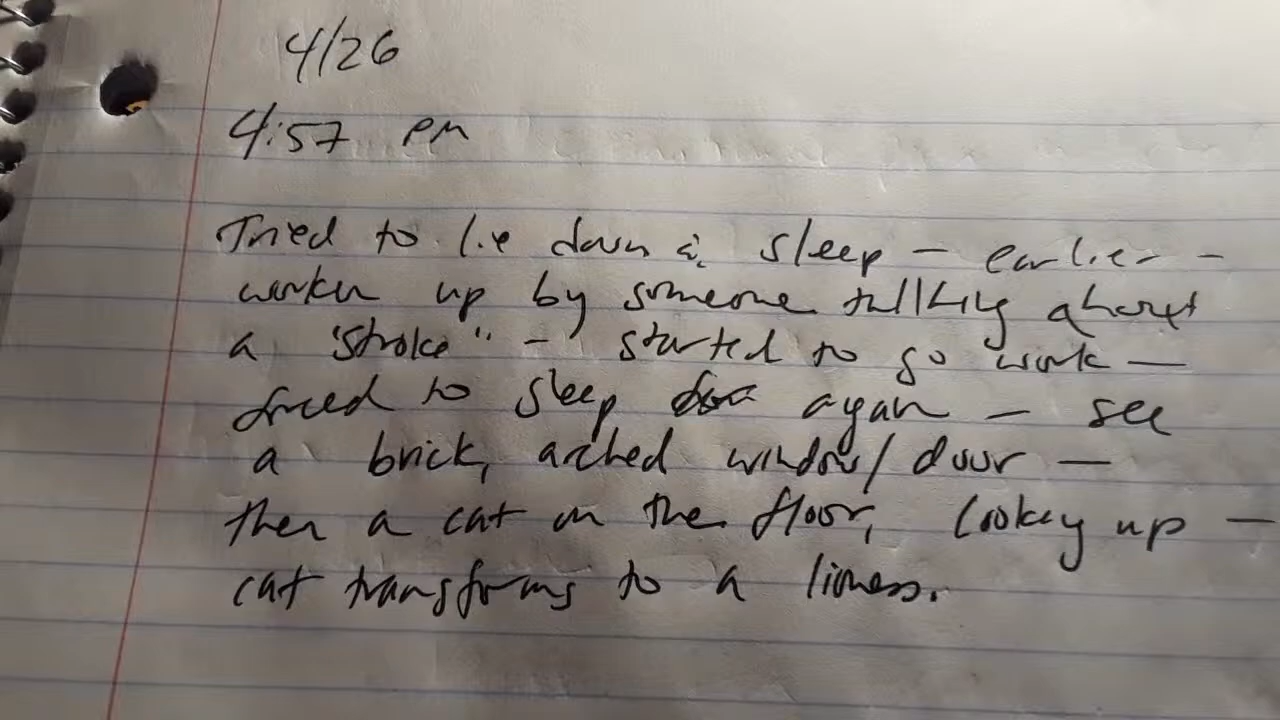 4/26
4:57 PM
Tried to lie down & sleep - earlier -
woken up by someone talking about
a "stroke" - started to go work -
tried to sleep again - see
a brick, arched window/door -
then a cat on the floor, looking up -
cat transforms to a lioness.